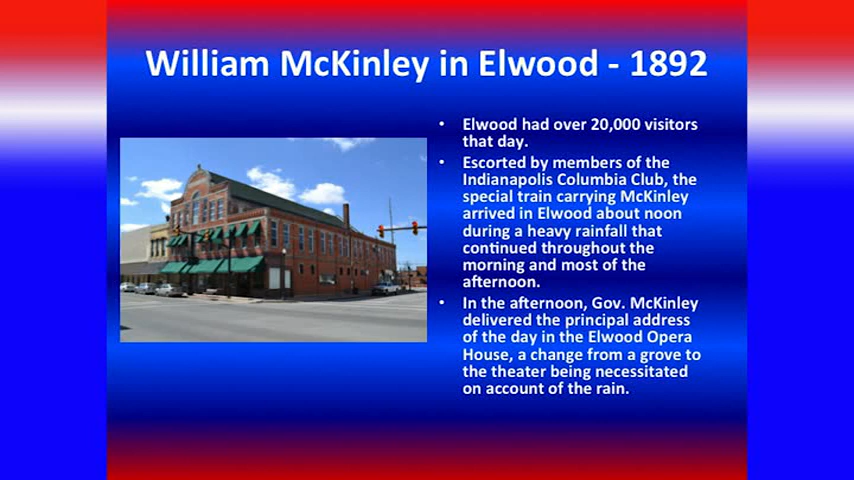 William McKinley in Elwood - 1892
• Elwood had over 20,000 visitors
that day.
• Escorted by members of the
Indianapolis Columbia Club, the
special train carrying McKinley
arrived in Elwood about noon
during a heavy rainfall that
continued throughout the
morning and most of the
afternoon.
• In the afternoon, Gov. McKinley
delivered the principal address
of the day in the Elwood Opera
House, a change from a grove to
the theater being necessitated
on account of the rain.